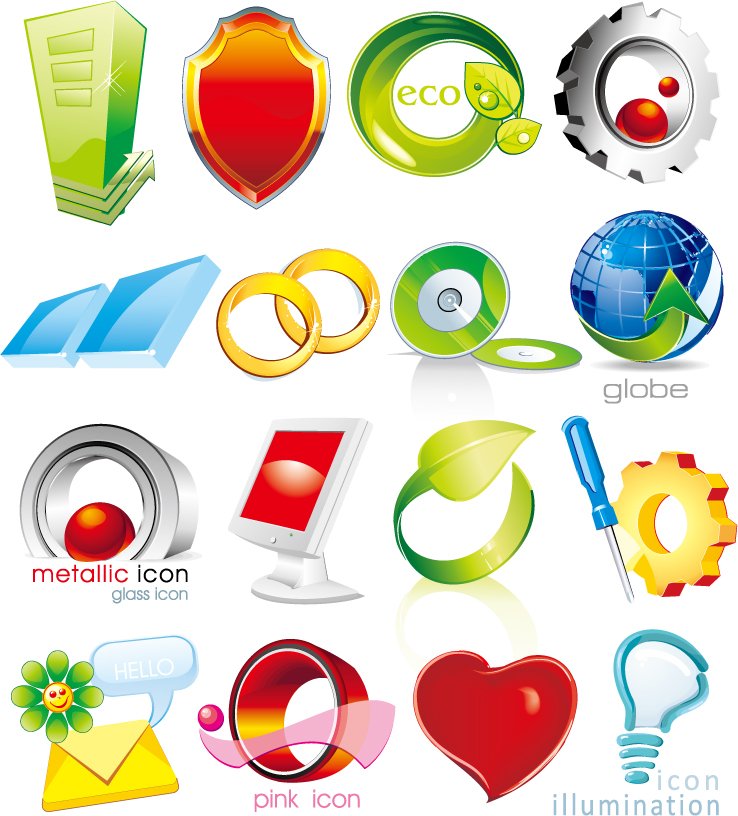 eco
globe
metallic icon
glass icon
HELLO
pink icon
icon
illumination